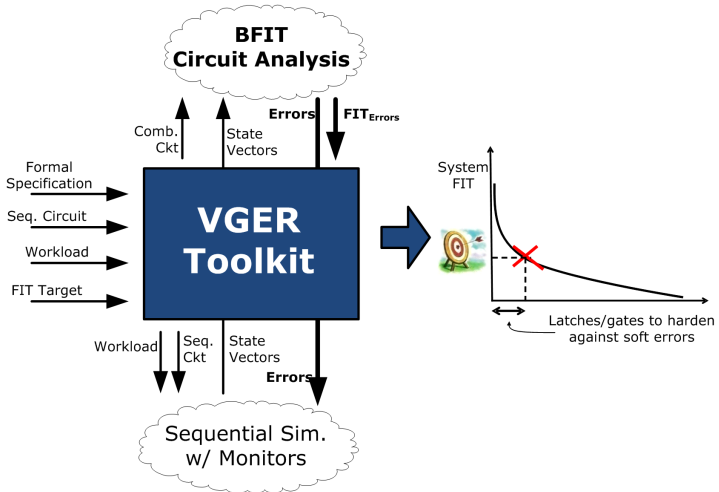 BFIT
Circuit Analysis
Errors
FITErrors
Comb.
Ckt
State
Vectors
Formal
Specification
Seq. Circuit
Workload
FIT Target
VGER
Toolkit
System
FIT
Latches/gates to harden
against soft errors
Workload
Seq.
Ckt
State
Vectors
Errors
Sequential Sim.
w/ Monitors